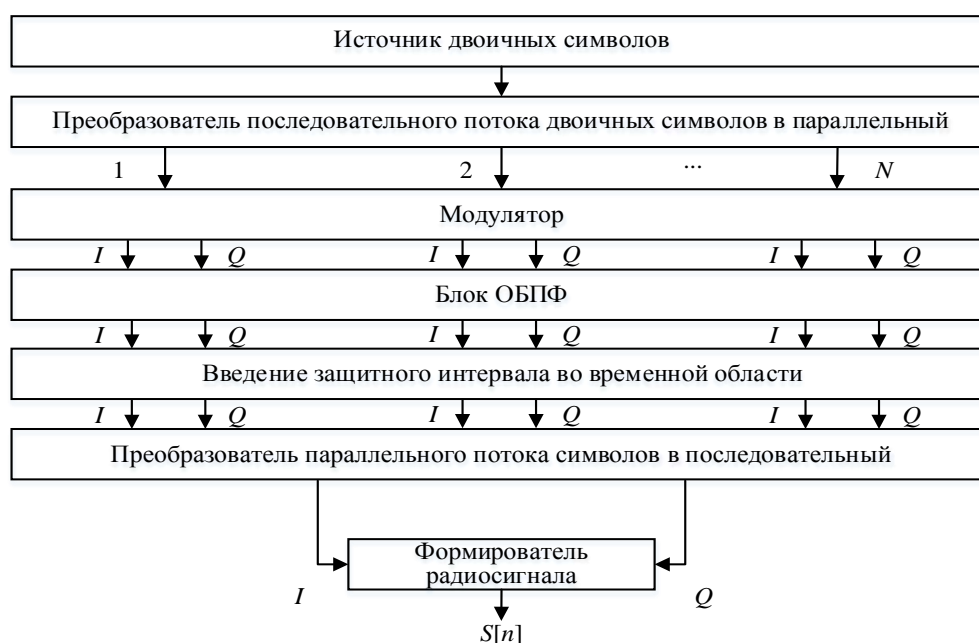 Источник двоичных символов
Преобразователь последовательного потока двоичных символов в параллельный
1 2 ... N
Модулятор
I Q I Q I Q
Блок ОБПФ
I Q I Q I Q
Введение защитного интервала во временной области
I Q I Q I Q
Преобразователь параллельного потока символов в последовательный
Формирователь
радиосигнала
I Q
S[n]